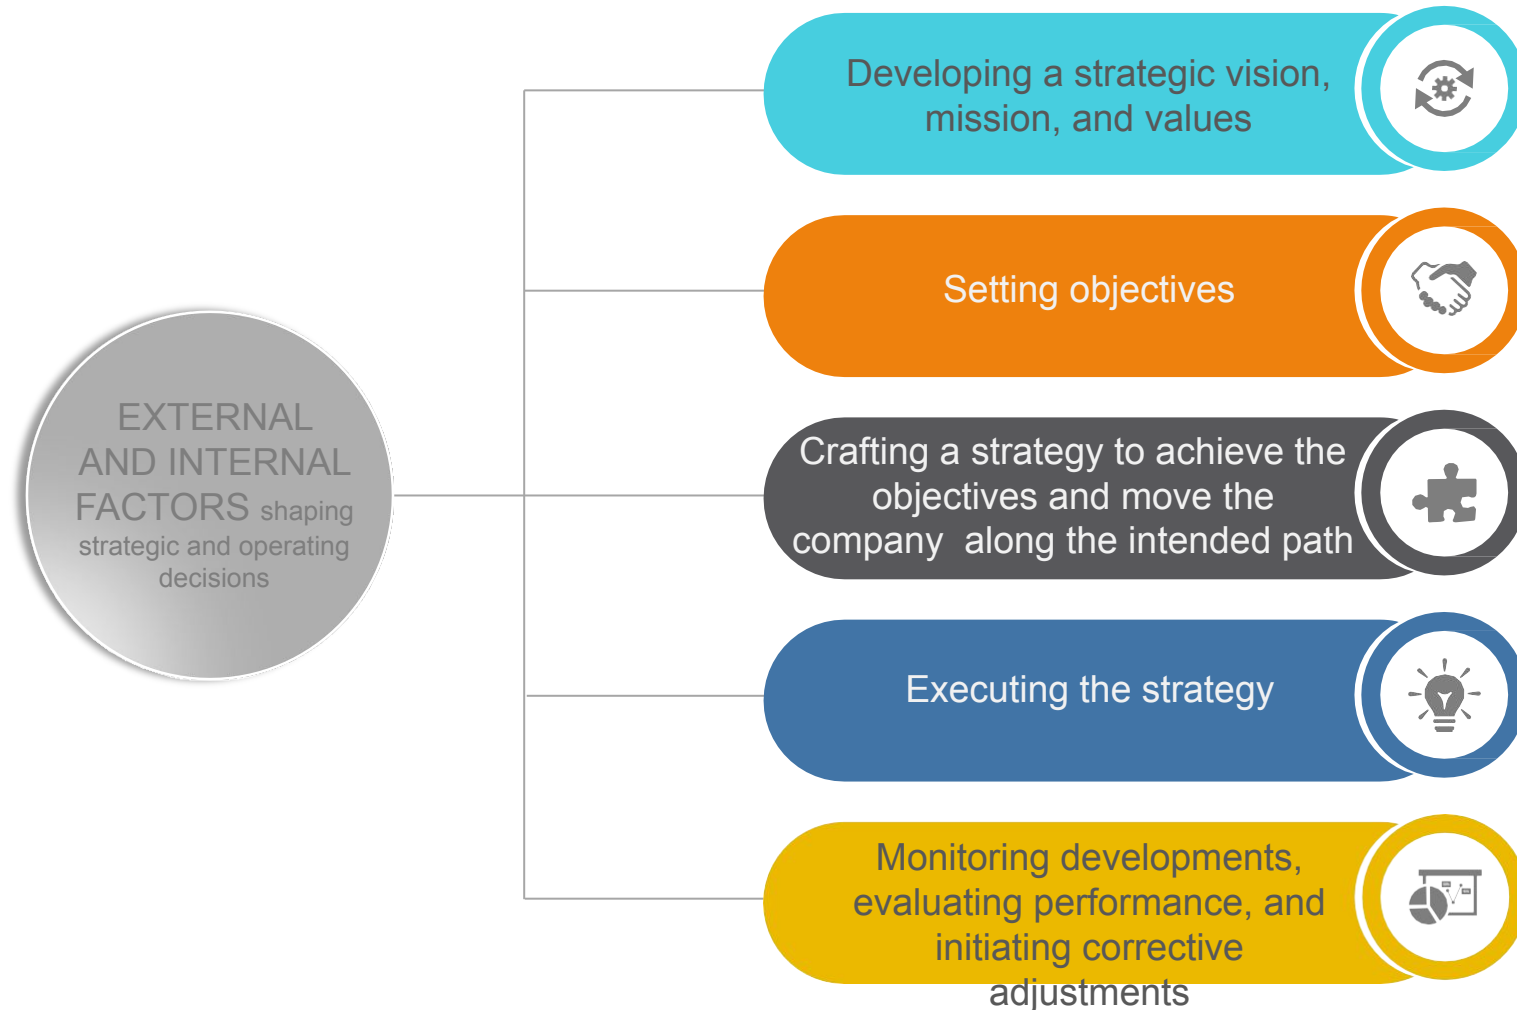 EXTERNAL
AND INTERNAL
FACTORS shaping
strategic and operating
decisions
Developing a strategic vision,
mission, and values
Setting objectives
Crafting a strategy to achieve the
objectives and move the
company  along the intended path
Executing the strategy
Monitoring developments,
evaluating performance, and
initiating corrective
adjustments